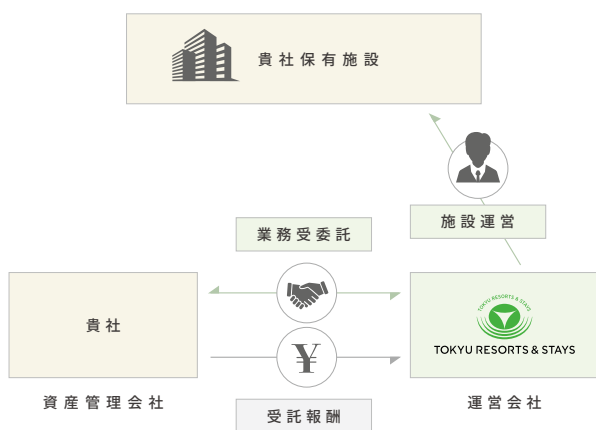 貴社保有施設
施設運営
業務受委託
貴社
TOKYU RESORTS & STAYS
TOKYU RESORTS & STAYS
¥
資産管理会社
運営会社
受託報酬